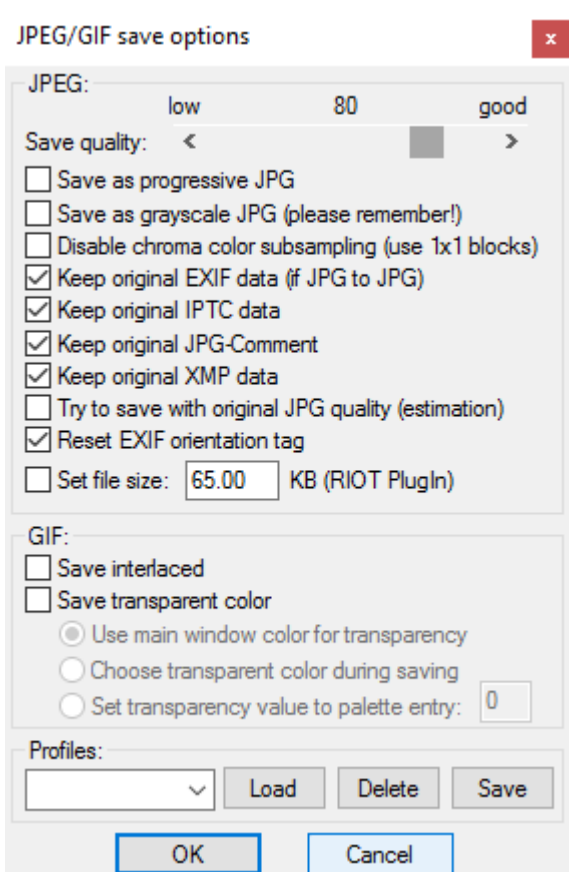 JPEG/GIF save options
x
JPEG:
low 80 good
Save quality: < >
Save as progressive JPG
Save as grayscale JPG (please remember!)
Disable chroma color subsampling (use 1x1 blocks)
Keep original EXIF data (if JPG to JPG)
Keep original IPTC data
Keep original JPG-Comment
Keep original XMP data
Try to save with original JPG quality (estimation)
Reset EXIF orientation tag
Set file size: 65.00 KB (RIOT PlugIn)
GIF:
Save interlaced
Save transparent color
Use main window color for transparency
Choose transparent color during saving
Set transparency value to palette entry: 0
Profiles:
Load Delete Save
OK Cancel